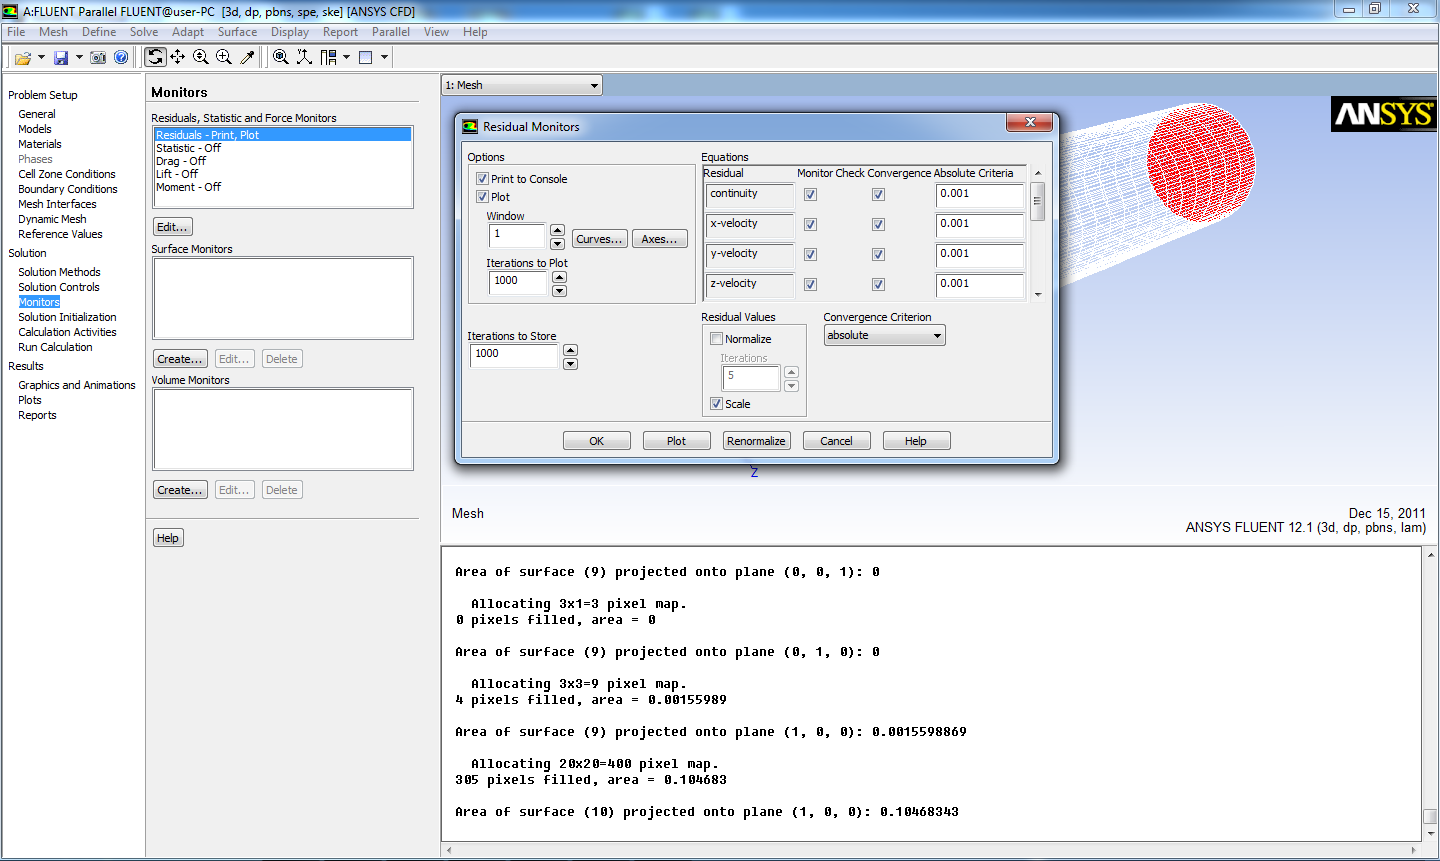 A:FLUENT Parallel FLUENT@user-PC [3d, dp, pbns, spe, ske] [ANSYS CFD]
File Mesh Define Solve Adapt Surface Display Report Parallel View Help
Problem Setup
General
Models
Materials
Phases
Cell Zone Conditions
Boundary Conditions
Mesh Interfaces
Dynamic Mesh
Reference Values
Solution
Solution Methods
Solution Controls
Monitors
Solution Initialization
Calculation Activities
Run Calculation
Results
Graphics and Animations
Plots
Reports
Monitors
Residuals, Statistic and Force Monitors
Residuals - Print, Plot
Statistic - Off
Drag - Off
Lift - Off
Moment - Off
Edit...
Surface Monitors
Create... Edit... Delete
Volume Monitors
Create... Edit... Delete
Help
1: Mesh
ANSYS
Residual Monitors
Options
Print to Console
Plot
Window
1
Curves... Axes...
Iterations to Plot
1000
Iterations to Store
1000
Equations
Residual Monitor Check Convergence Absolute Criteria
continuity 0.001
x-velocity 0.001
y-velocity 0.001
z-velocity 0.001
Residual Values
Normalize
Iterations
5
Scale
Convergence Criterion
absolute
OK Plot Renormalize Cancel Help
Z
Mesh
Dec 15, 2011
ANSYS FLUENT 12.1 (3d, dp, pbns, lam)
Area of surface (9) projected onto plane (0, 0, 1): 0
Allocating 3x1=3 pixel map.
0 pixels filled, area = 0
Area of surface (9) projected onto plane (0, 1, 0): 0
Allocating 3x3=9 pixel map.
4 pixels filled, area = 0.00155989
Area of surface (9) projected onto plane (1, 0, 0): 0.0015598869
Allocating 20x20=400 pixel map.
305 pixels filled, area = 0.104683
Area of surface (10) projected onto plane (1, 0, 0): 0.10468343